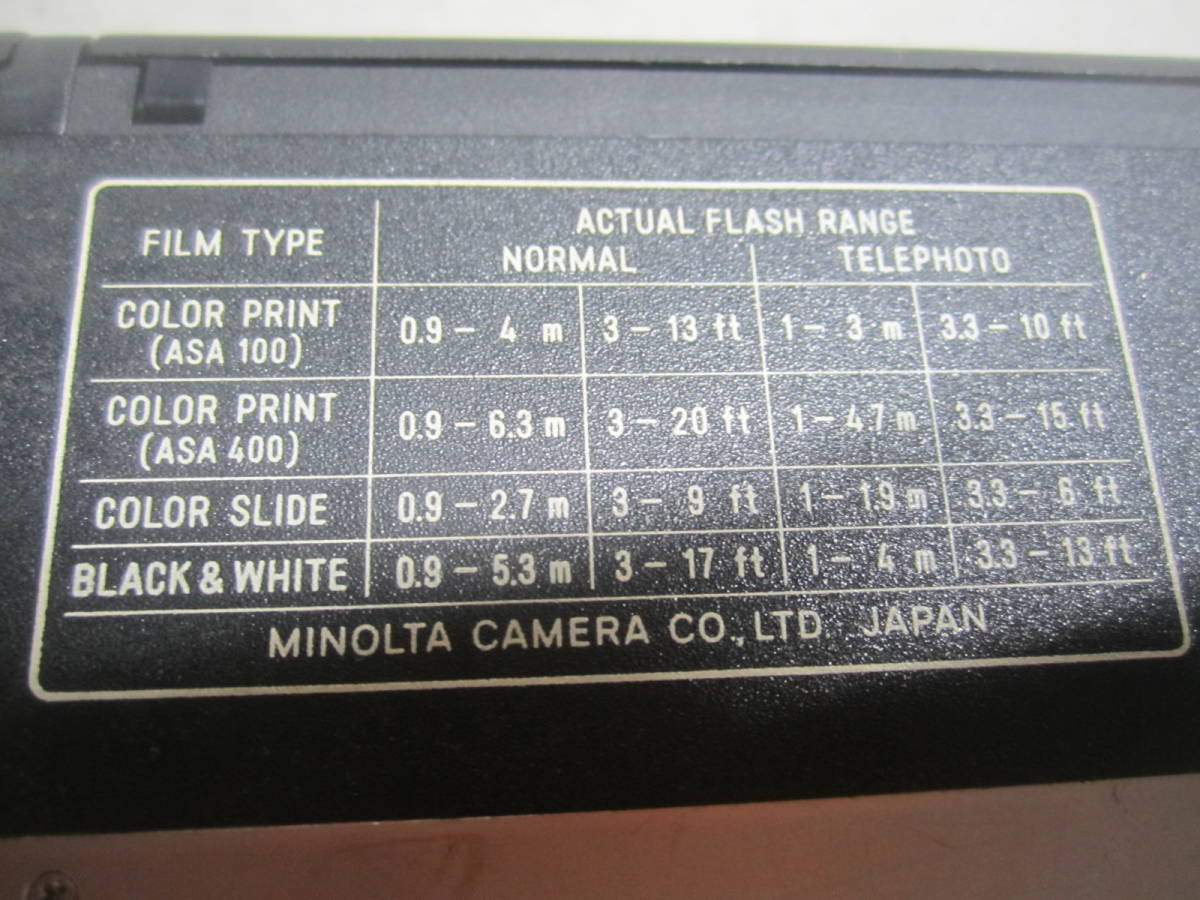 FILM TYPE ACTUAL FLASH RANGE
NORMAL TELEPHOTO
COLOR PRINT (ASA 100) 0.9 – 4 m 3 – 13 ft 1 – 3 m 3.3 – 10 ft
COLOR PRINT (ASA 400) 0.9 – 6.3 m 3 – 20 ft 1 – 4.7 m 3.3 – 15 ft
COLOR SLIDE 0.9 – 2.7 m 3 – 9 ft 1 – 1.9 m 3.3 – 6 ft
BLACK & WHITE 0.9 – 5.3 m 3 – 17 ft 1 – 4 m 3.3 – 13 ft
MINOLTA CAMERA CO., LTD. JAPAN